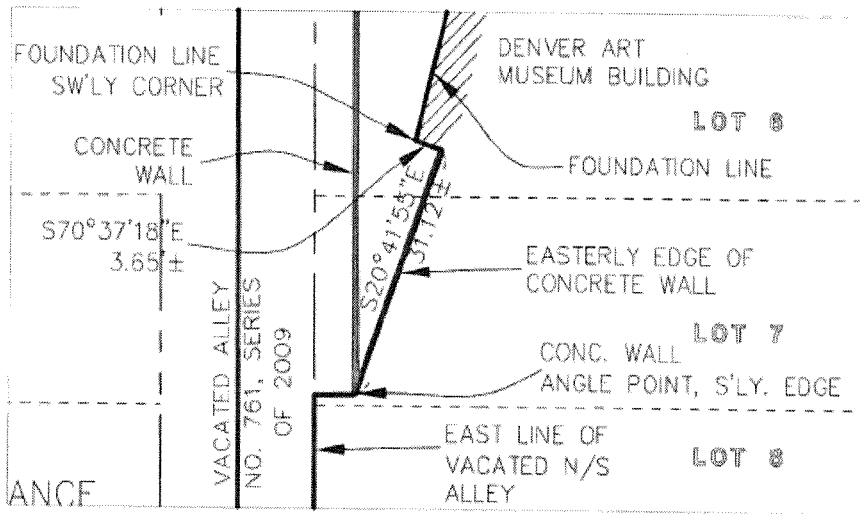 FOUNDATION LINE
SW'LY CORNER
DENVER ART
MUSEUM BUILDING
LOT 6
CONCRETE
WALL
FOUNDATION LINE
S70°37'18"E
3.65'±
S20°41'55"E
31.12'±
EASTERLY EDGE OF
CONCRETE WALL
LOT 7
VACATED ALLEY
NO. 761, SERIES
OF 2009
CONC. WALL
ANGLE POINT, S'LY. EDGE
EAST LINE OF
VACATED N/S
ALLEY
LOT 8
ANCE